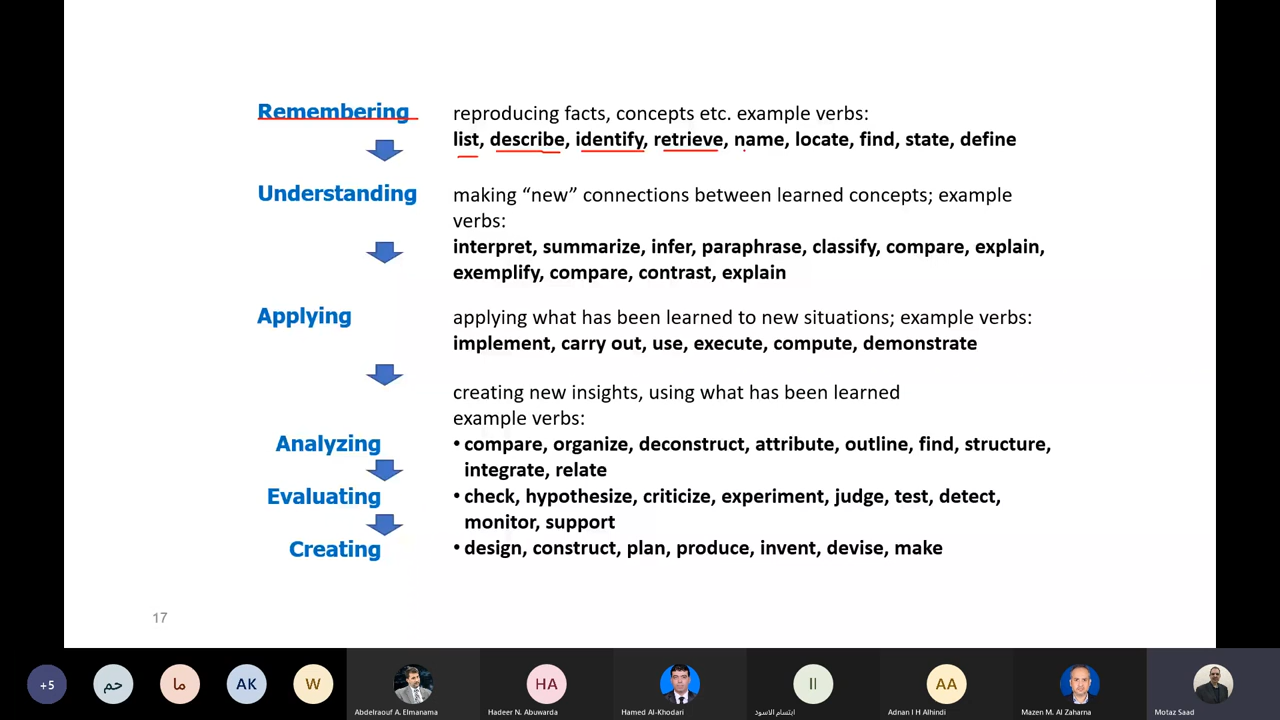 Remembering
reproducing facts, concepts etc. example verbs:
list, describe, identify, retrieve, name, locate, find, state, define
Understanding
making “new” connections between learned concepts; example
verbs:
interpret, summarize, infer, paraphrase, classify, compare, explain,
exemplify, compare, contrast, explain
Applying
applying what has been learned to new situations; example verbs:
implement, carry out, use, execute, compute, demonstrate
creating new insights, using what has been learned
example verbs:
Analyzing
• compare, organize, deconstruct, attribute, outline, find, structure,
integrate, relate
Evaluating
• check, hypothesize, criticize, experiment, judge, test, detect,
monitor, support
Creating
• design, construct, plan, produce, invent, devise, make
17
+5
حم
ما
AK
W
Abdelraouf A. Elmanama
HA
Hadeer N. Abuwarda
Hamed Al-Khodari
اا
ابتسام الاسود
AA
Adnan I H Alhindi
Mazen M. Al Zaharna
Motaz Saad